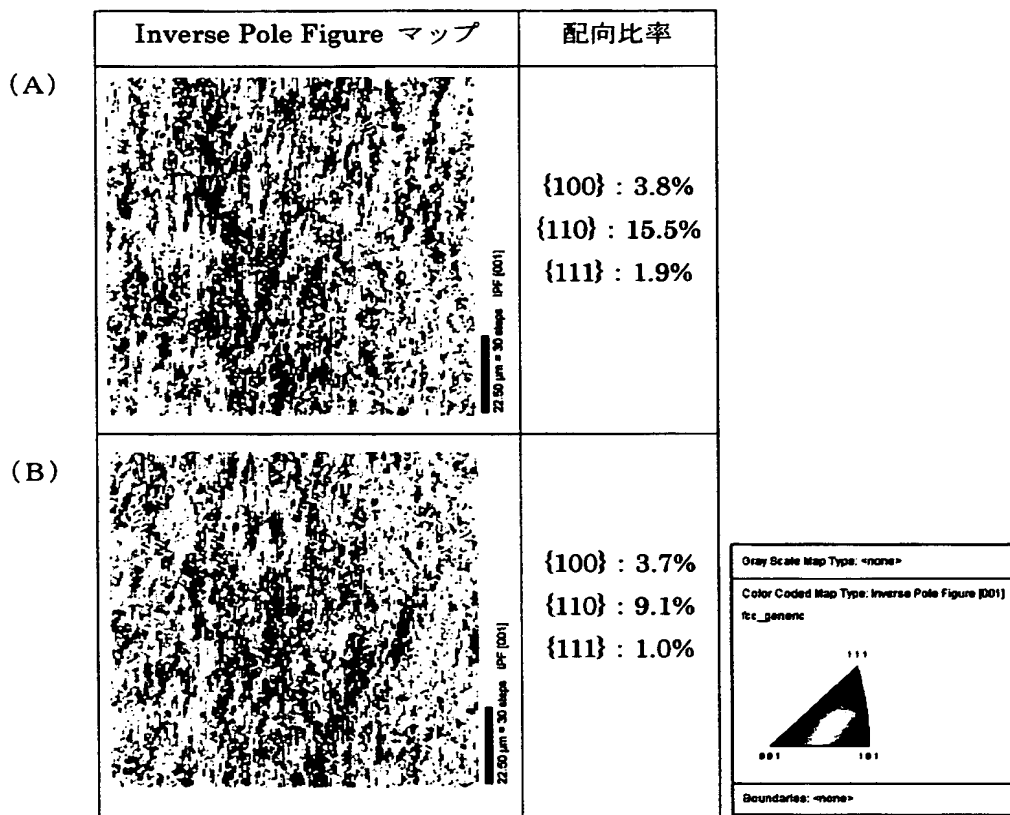 Inverse Pole Figure マップ
配向比率
(A)
22.50 µm = 30 steps IPF [001]
{100} : 3.8%
{110} : 15.5%
{111} : 1.9%
(B)
22.50 µm = 30 steps IPF [001]
{100} : 3.7%
{110} : 9.1%
{111} : 1.0%
Gray Scale Map Type: <none>
Color Coded Map Type: Inverse Pole Figure [001]
fcc_generic
111
001
101
Boundaries: <none>